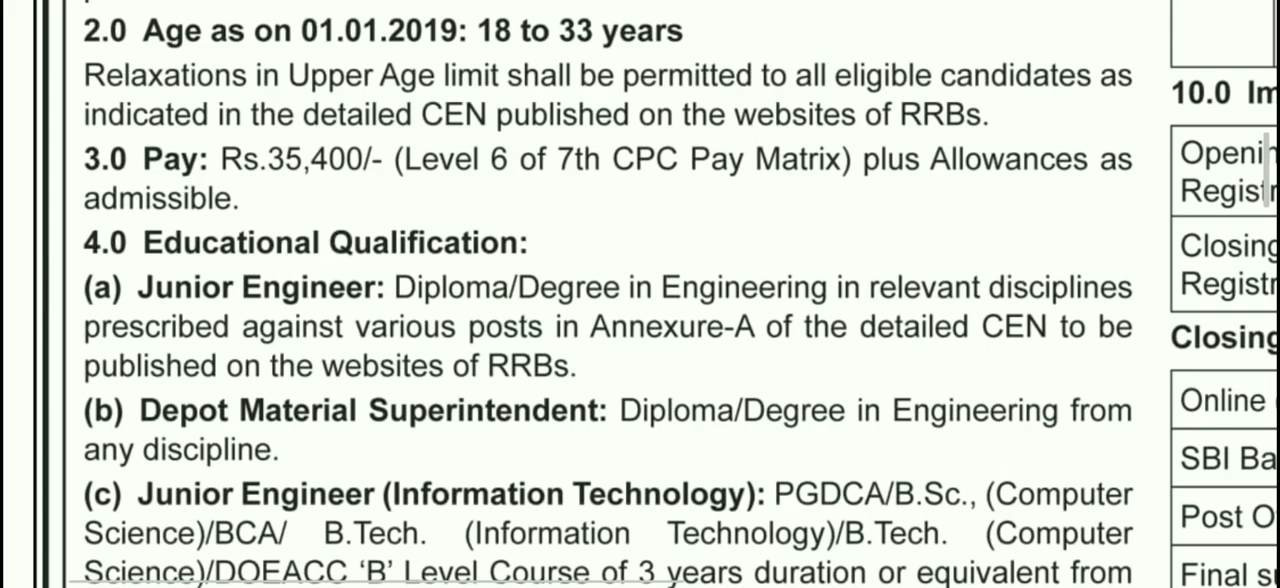 2.0 Age as on 01.01.2019: 18 to 33 years
Relaxations in Upper Age limit shall be permitted to all eligible candidates as
indicated in the detailed CEN published on the websites of RRBs.
3.0 Pay: Rs.35,400/- (Level 6 of 7th CPC Pay Matrix) plus Allowances as
admissible.
4.0 Educational Qualification:
(a) Junior Engineer: Diploma/Degree in Engineering in relevant disciplines
prescribed against various posts in Annexure-A of the detailed CEN to be
published on the websites of RRBs.
(b) Depot Material Superintendent: Diploma/Degree in Engineering from
any discipline.
(c) Junior Engineer (Information Technology): PGDCA/B.Sc., (Computer
Science)/BCA/ B.Tech. (Information Technology)/B.Tech. (Computer
Science)/DOEACC ‘B’ Level Course of 3 years duration or equivalent from
10.0
Closing
Closing
Online
SBI
Post
Final